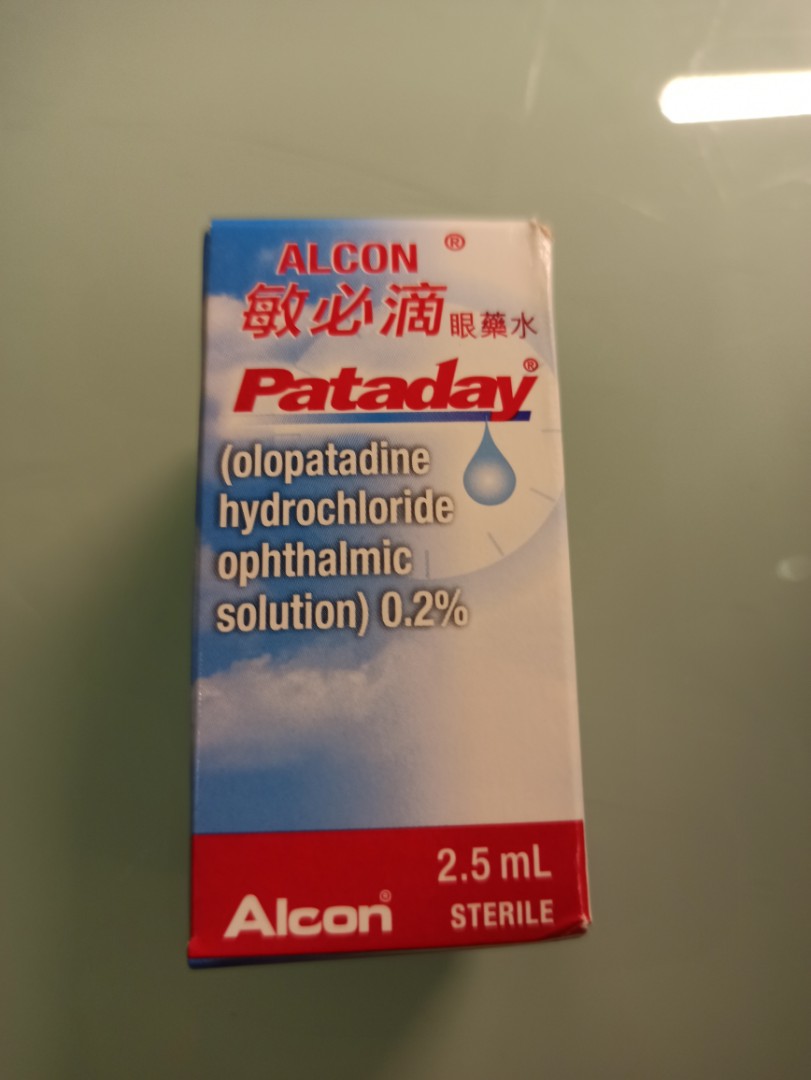 ALCON ®
敏必滴 眼藥水
Pataday®
(olopatadine
hydrochloride
ophthalmic
solution) 0.2%
2.5 mL
Alcon® STERILE